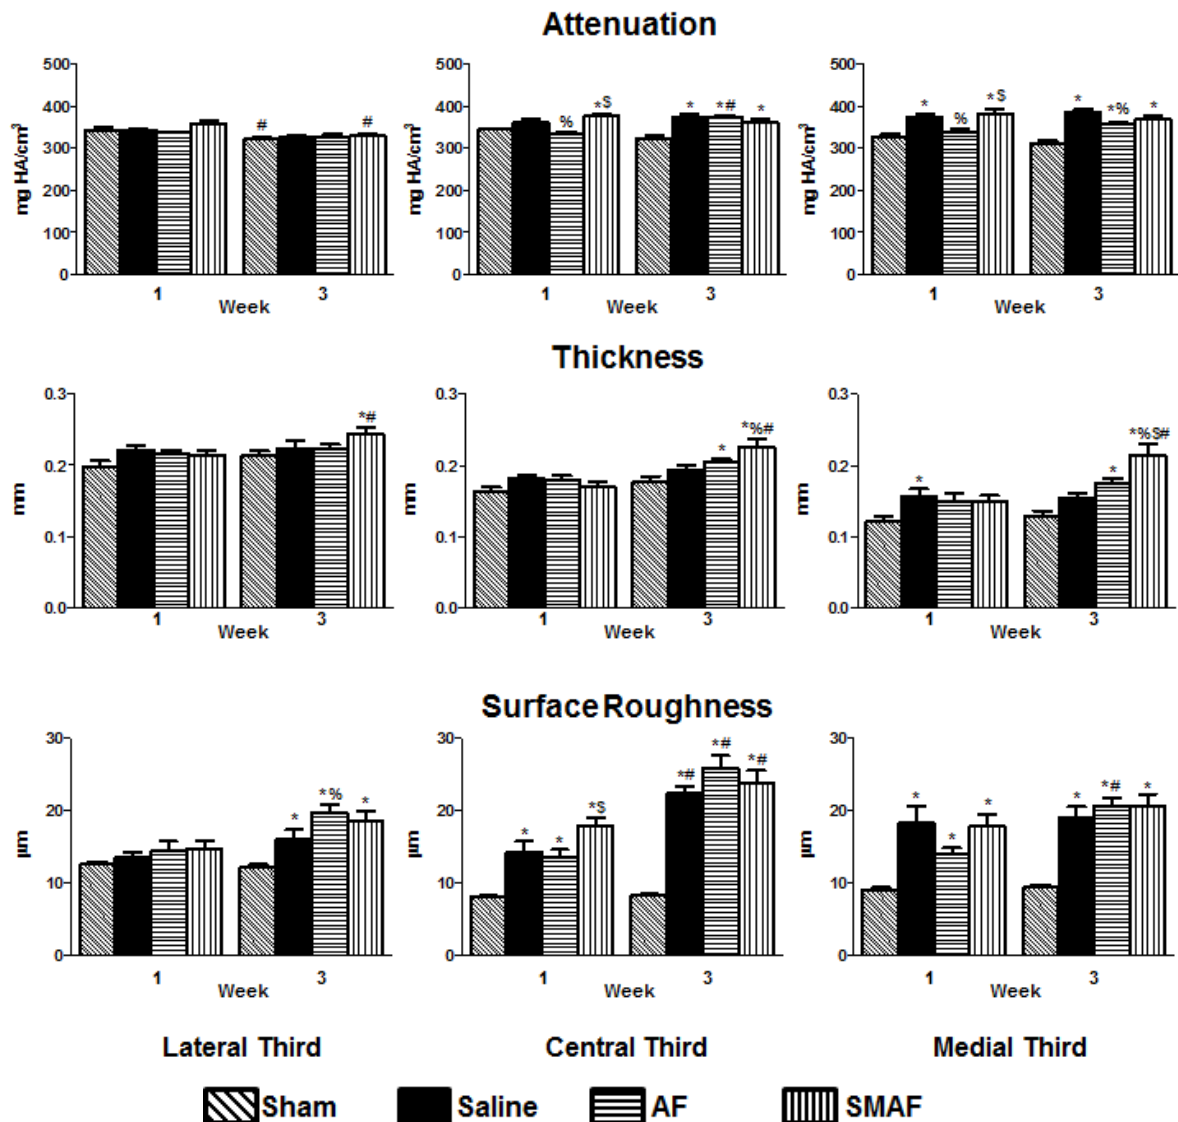 Attenuation
500
400
300
200
100
0
mg HA/cm³
# #
1 3
Week
500
400
300
200
100
0
mg HA/cm³
% *$ * *# *
1 3
Week
500
400
300
200
100
0
mg HA/cm³
* % *$ * *% *
1 3
Week
Thickness
0.3
0.2
0.1
0.0
mm
*#
1 3
Week
0.3
0.2
0.1
0.0
mm
* *%#
1 3
Week
0.3
0.2
0.1
0.0
mm
* * *%$#
1 3
Week
Surface Roughness
30
20
10
0
µm
* *% *
1 3
Week
30
20
10
0
µm
* * *$ *# *# *#
1 3
Week
30
20
10
0
µm
* * * * *# *
1 3
Week
Lateral Third Central Third Medial Third
Sham Saline AF SMAF